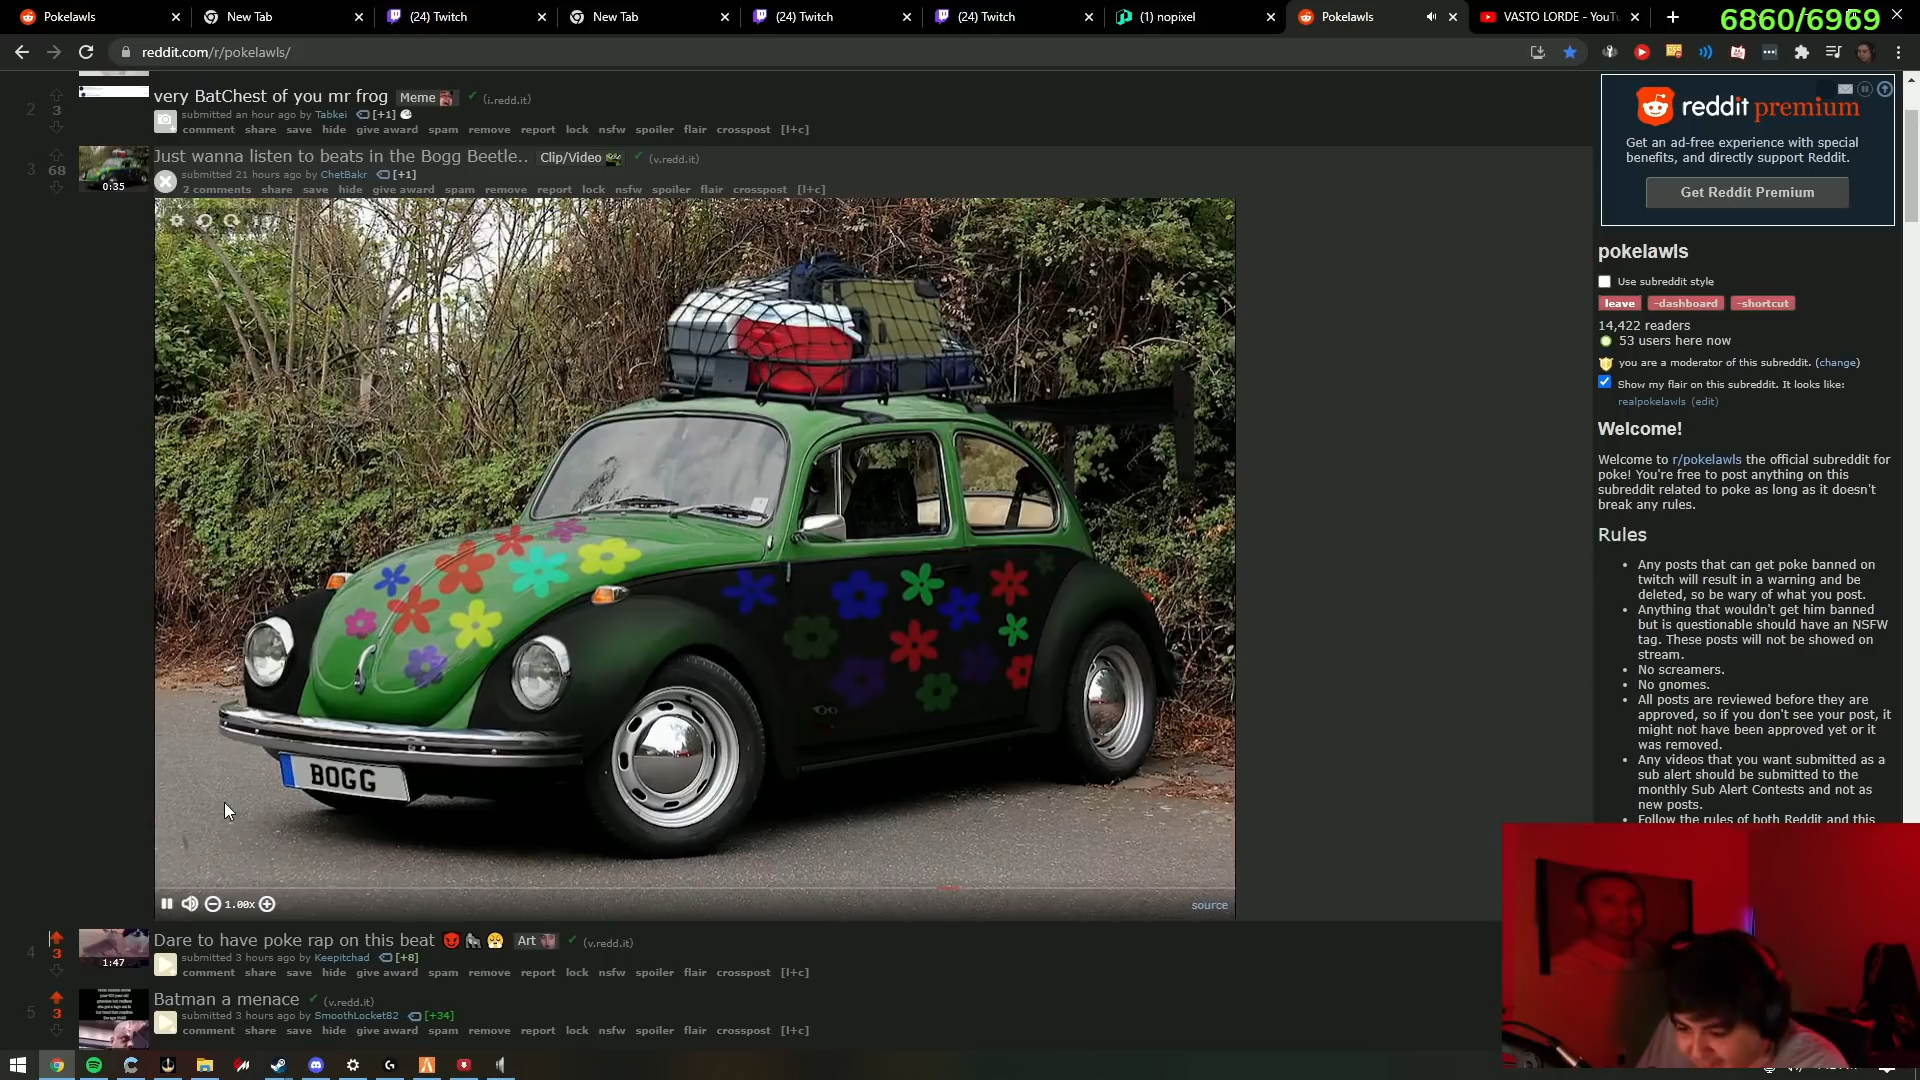 Pokelawls
New Tab
(24) Twitch
New Tab
(24) Twitch
(24) Twitch
(1) nopixel
Pokelawls
VASTO LORDE - YouTu
6860/6969
reddit.com/r/pokelawls/
2
3
very BatChest of you mr frog Meme (i.redd.it)
submitted an hour ago by Tabkei [+1]
comment share save hide give award spam remove report lock nsfw spoiler flair crosspost [l+c]
3
68
0:35
Just wanna listen to beats in the Bogg Beetle.. Clip/Video (v.redd.it)
submitted 21 hours ago by ChetBakr [+1]
2 comments share save hide give award spam remove report lock nsfw spoiler flair crosspost [l+c]
BOGG
1.00x
source
4
3
1:47
Dare to have poke rap on this beat Art (v.redd.it)
submitted 3 hours ago by Keepitchad [+8]
comment share save hide give award spam remove report lock nsfw spoiler flair crosspost [l+c]
5
3
Batman a menace (v.redd.it)
submitted 3 hours ago by SmoothLocket82 [+34]
comment share save hide give award spam remove report lock nsfw spoiler flair crosspost [l+c]
reddit premium
Get an ad-free experience with special
benefits, and directly support Reddit.
Get Reddit Premium
pokelawls
Use subreddit style
leave -dashboard -shortcut
14,422 readers
53 users here now
you are a moderator of this subreddit. (change)
Show my flair on this subreddit. It looks like:
realpokelawls (edit)
Welcome!
Welcome to r/pokelawls the official subreddit for
poke! You're free to post anything on this
subreddit related to poke as long as it doesn't
break any rules.
Rules
Any posts that can get poke banned on
twitch will result in a warning and be
deleted, so be wary of what you post.
Anything that wouldn't get him banned
but is questionable should have an NSFW
tag. These posts will not be showed on
stream.
No screamers.
No gnomes.
All posts are reviewed before they are
approved, so if you don't see your post, it
might not have been approved yet or it
was removed.
Any videos that you want submitted as a
sub alert should be submitted to the
monthly Sub Alert Contests and not as
new posts.
Follow the rules of both Reddit and this